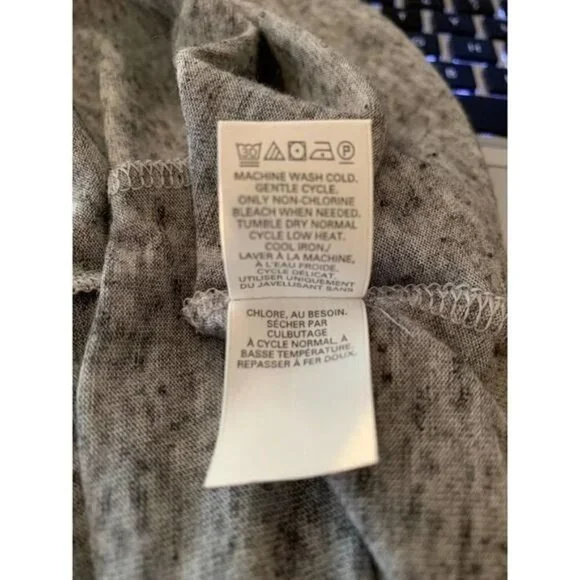 30 P
MACHINE WASH COLD.
GENTLE CYCLE.
ONLY NON-CHLORINE
BLEACH WHEN NEEDED.
TUMBLE DRY NORMAL
CYCLE LOW HEAT.
COOL IRON./
LAVER À LA MACHINE,
À L'EAU FROIDE,
CYCLE DÉLICAT.
UTILISER UNIQUEMENT
DU JAVELLISANT SANS
CHLORE, AU BESOIN.
SÉCHER PAR
CULBUTAGE
À CYCLE NORMAL, À
BASSE TEMPÉRATURE.
REPASSER À FER DOUX.